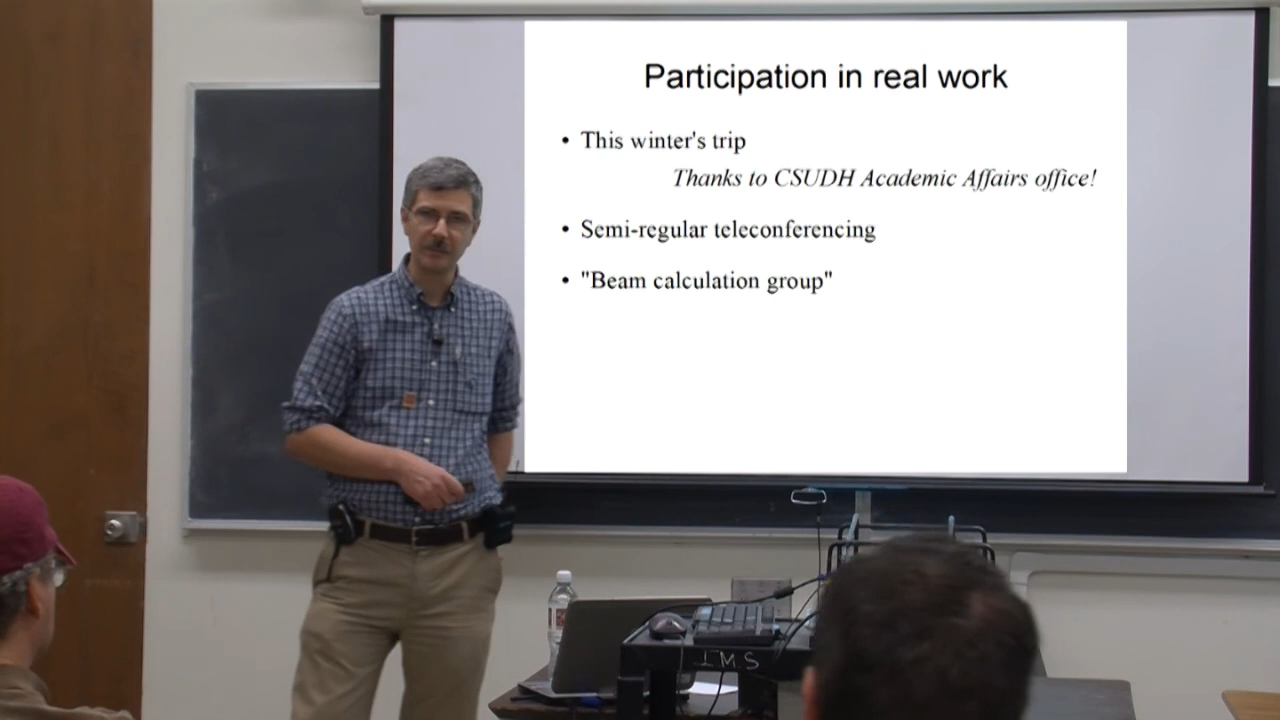 Participation in real work
• This winter's trip
Thanks to CSUDH Academic Affairs office!
• Semi-regular teleconferencing
• "Beam calculation group"
IMS